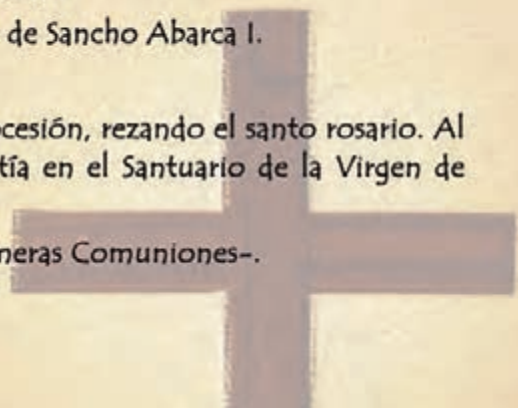 de Sancho Abarca I.
cesión, rezando el santo rosario. Al
tía en el Santuario de la Virgen de
neras Comuniones-.